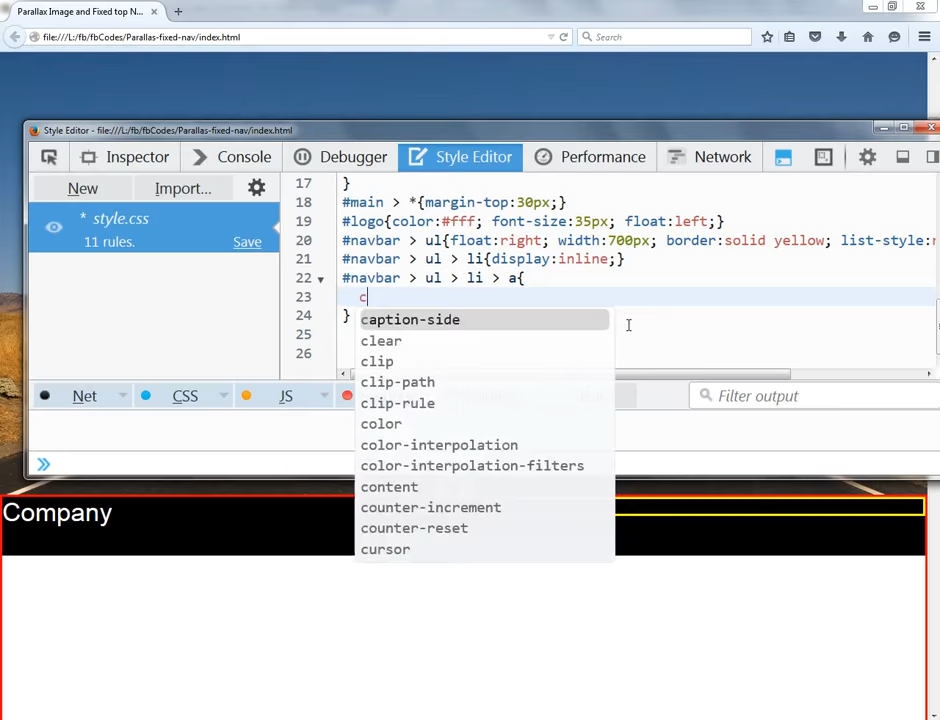 Parallax Image and Fixed top N...
file:///L:/fb/fbCodes/Parallas-fixed-nav/index.html
Search
Style Editor - file:///L:/fb/fbCodes/Parallas-fixed-nav/index.html
Inspector
Console
Debugger
Style Editor
Performance
Network
New
Import...
* style.css
11 rules.
Save
17 }
18 #main > *{margin-top:30px;}
19 #logo{color:#fff; font-size:35px; float:left;}
20 #navbar > ul{float:right; width:700px; border:solid yellow; list-style:n
21 #navbar > ul > li{display:inline;}
22 #navbar > ul > li > a{
23 c
24 }
25
26
caption-side
clear
clip
clip-path
clip-rule
color
color-interpolation
color-interpolation-filters
content
counter-increment
counter-reset
cursor
Net
CSS
JS
Filter output
Company